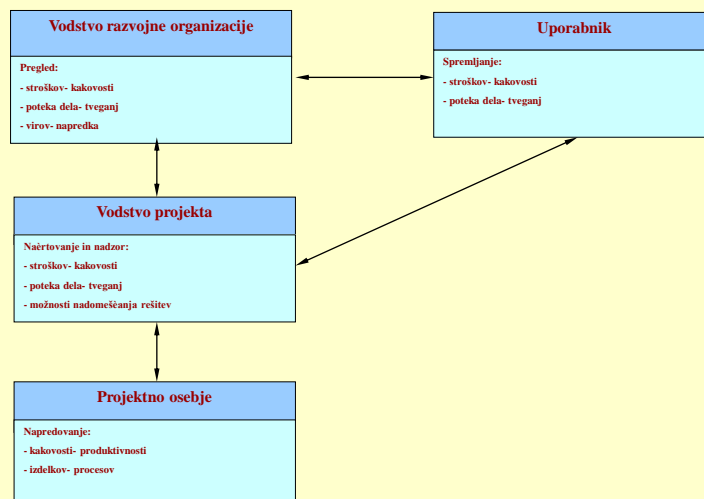 Vodstvo razvojne organizacije
Pregled:
- stroškov- kakovosti
- poteka dela- tveganj
- virov- napredka
Uporabnik
Spremljanje:
- stroškov- kakovosti
- poteka dela- tveganj
Vodstvo projekta
Naèrtovanje in nadzor:
- stroškov- kakovosti
- poteka dela- tveganj
- možnosti nadomešèanja rešitev
Projektno osebje
Napredovanje:
- kakovosti- produktivnosti
- izdelkov- procesov